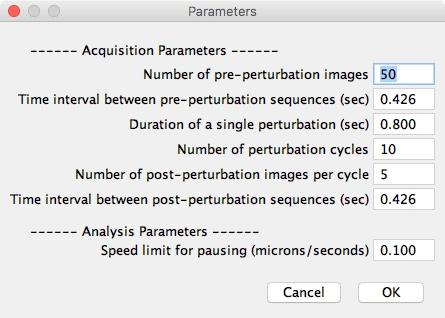 Parameters
------ Acquisition Parameters ------
Number of pre-perturbation images 50
Time interval between pre-perturbation sequences (sec) 0.426
Duration of a single perturbation (sec) 0.800
Number of perturbation cycles 10
Number of post-perturbation images per cycle 5
Time interval between post-perturbation sequences (sec) 0.426
------ Analysis Parameters ------
Speed limit for pausing (microns/seconds) 0.100
Cancel OK